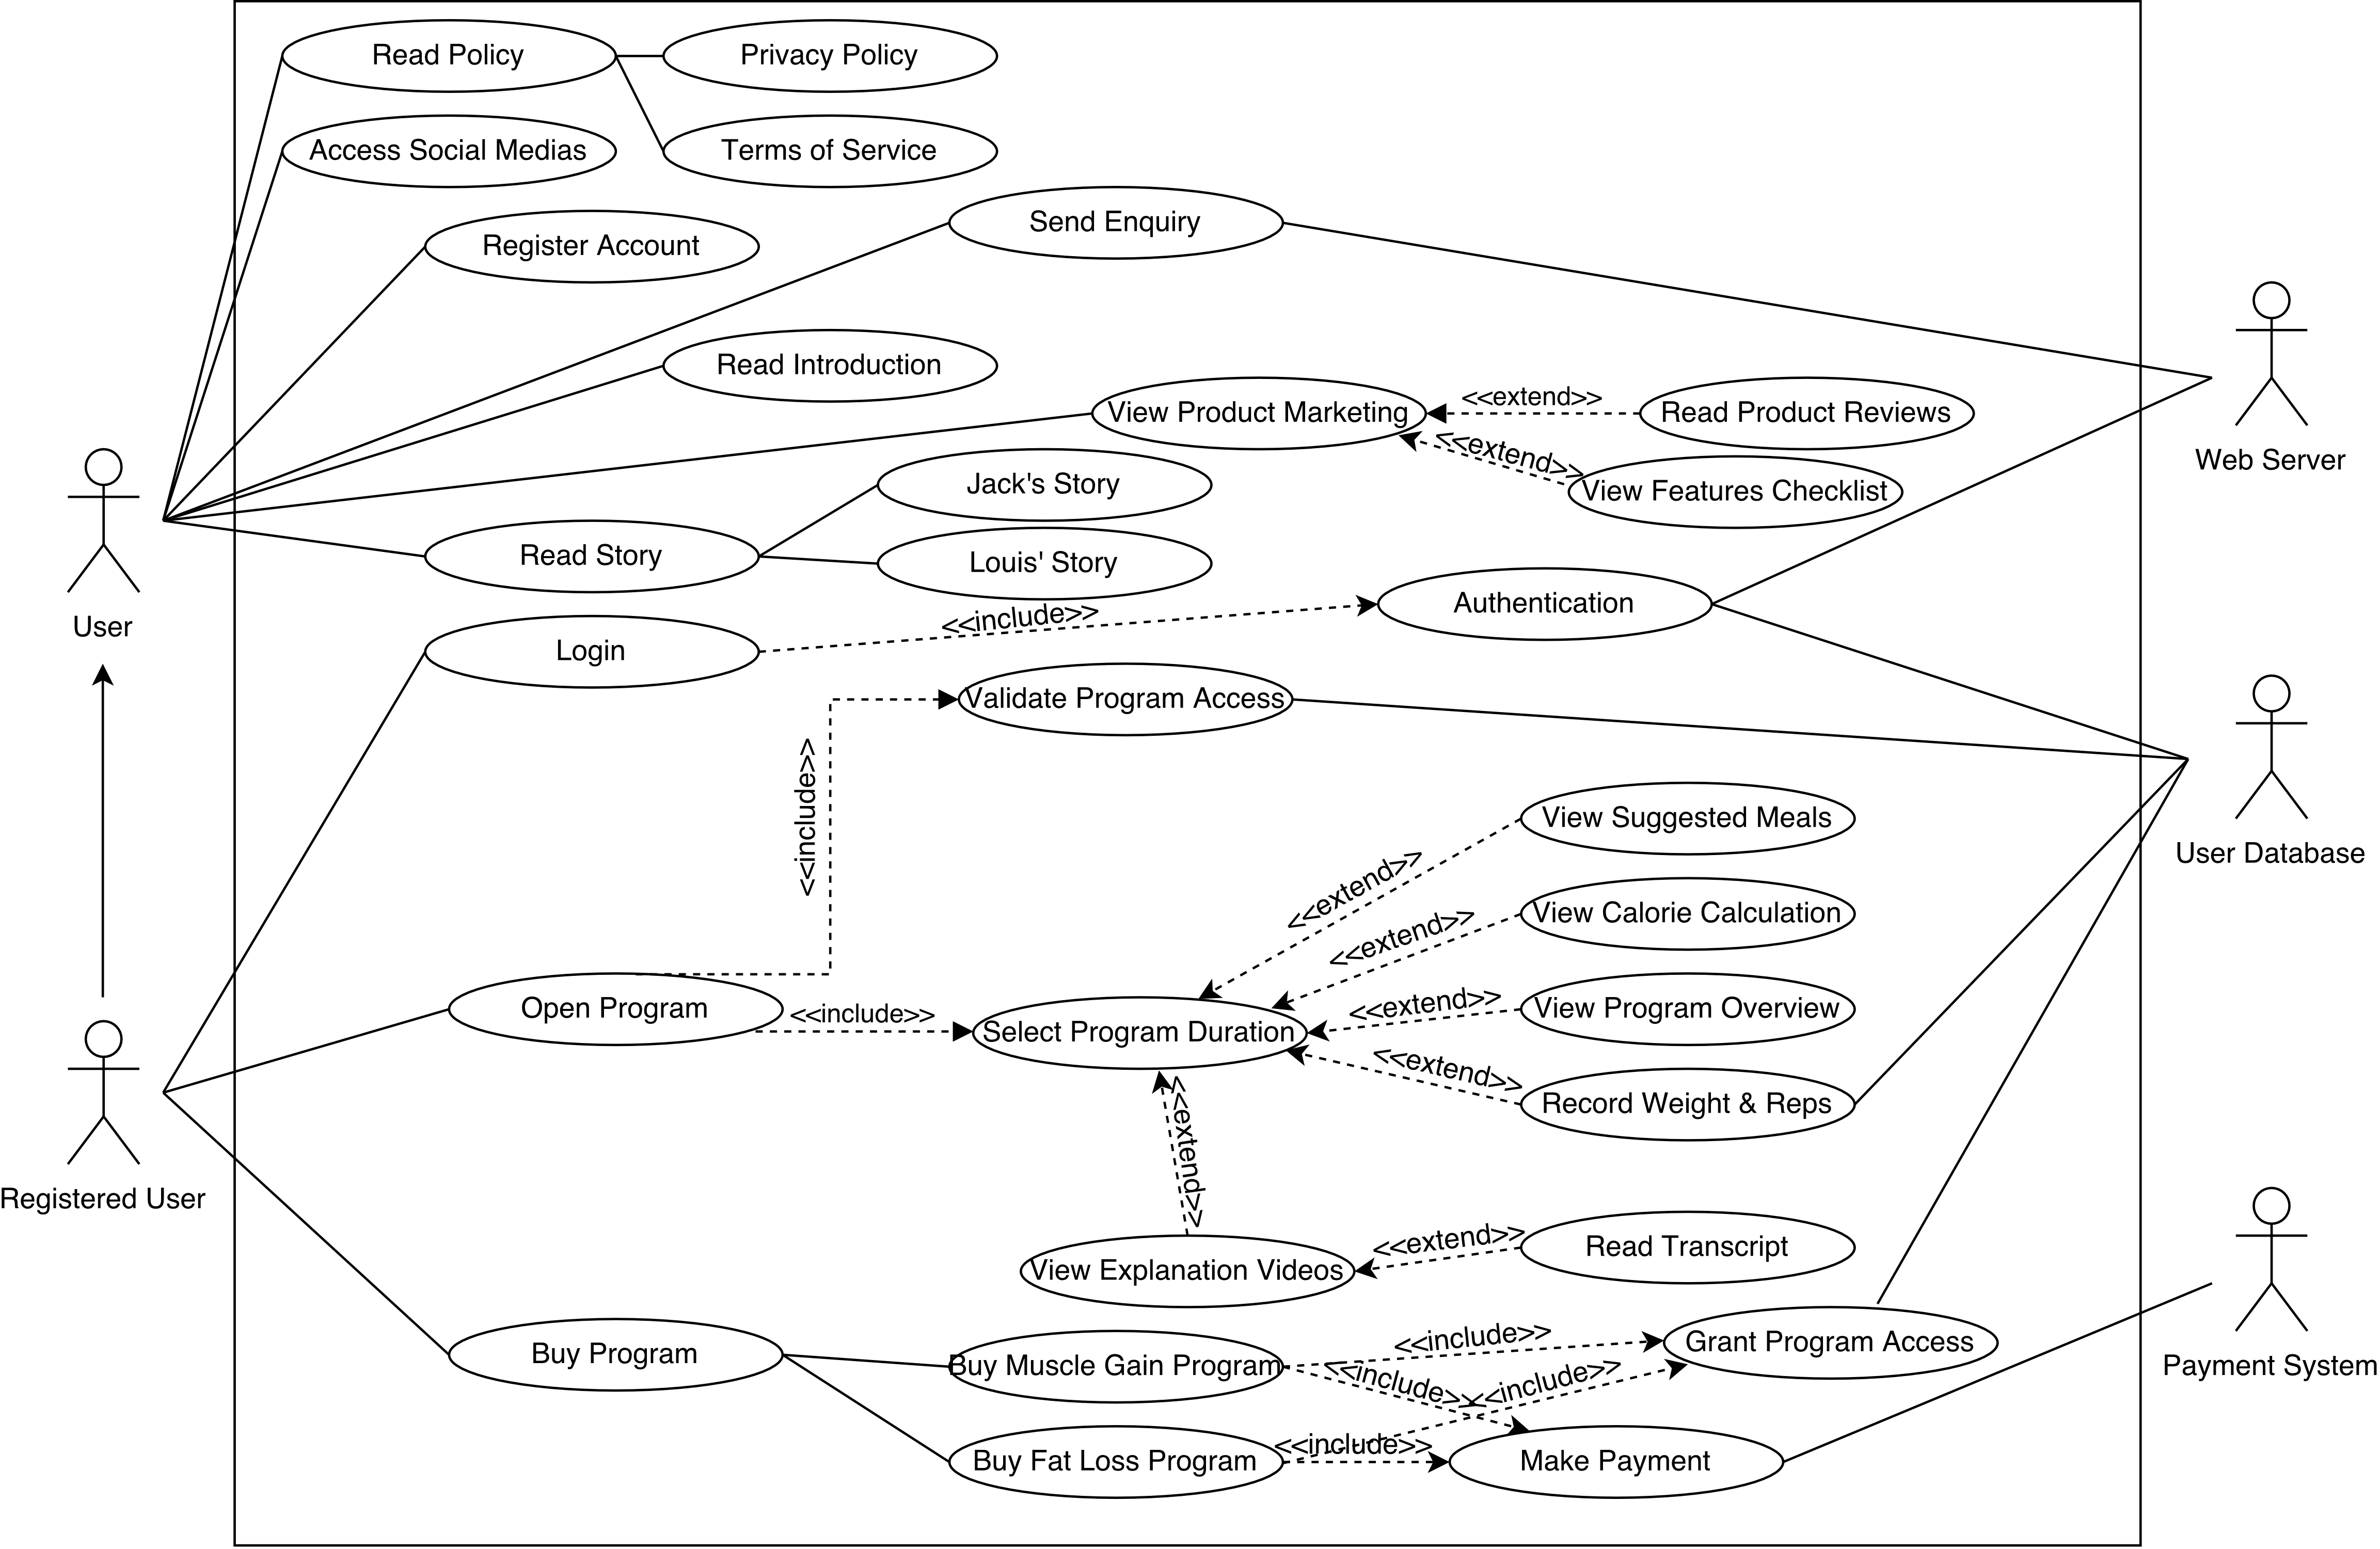 Read Policy
Privacy Policy
Access Social Medias
Terms of Service
Send Enquiry
Register Account
Read Introduction
View Product Marketing
<<extend>>
Read Product Reviews
<<extend>>
View Features Checklist
Web Server
Jack's Story
Read Story
Louis' Story
User
Authentication
<<include>>
Login
Validate Program Access
<<include>>
View Suggested Meals
User Database
<<extend>>
View Calorie Calculation
<<extend>>
Open Program
<<include>>
Select Program Duration
<<extend>>
View Program Overview
<<extend>>
Record Weight & Reps
<<extend>>
Registered User
View Explanation Videos
<<extend>>
Read Transcript
Buy Program
Buy Muscle Gain Program
<<include>>
Grant Program Access
Payment System
<<include>>
<<include>>
Buy Fat Loss Program
<<include>>
Make Payment